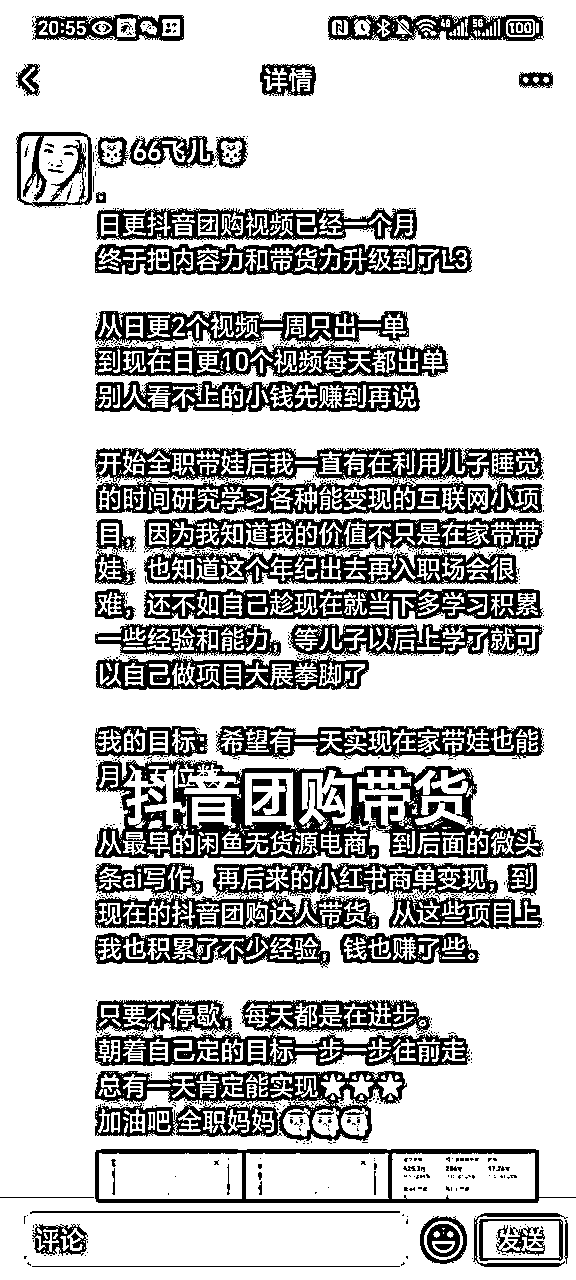 20:55
100
详情
66飞儿
日更抖音团购视频已经一个月
终于把内容力和带货力升级到了L3
从日更2个视频一周只出一单
到现在日更10个视频每天都出单
别人看不上的小钱先赚到再说
开始全职带娃后我一直有在利用儿子睡觉
的时间研究学习各种能变现的互联网小项
目，因为我知道我的价值不只是在家带带
娃，也知道这个年纪出去再入职场会很
难，还不如自己趁现在就当下多学习积累
一些经验和能力，等儿子以后上学了就可
以自己做项目大展拳脚了
我的目标：希望有一天实现在家带娃也能
月入
抖音团购带货
从最早的闲鱼无货源电商，到后面的微头
条ai写作，再后来的小红书商单变现，到
现在的抖音团购达人带货，从这些项目上
我也积累了不少经验，钱也赚了些。
只要不停歇，每天都是在进步。
朝着自己定的目标一步一步往前走
总有一天肯定能实现
加油吧 全职妈妈
评论
发送